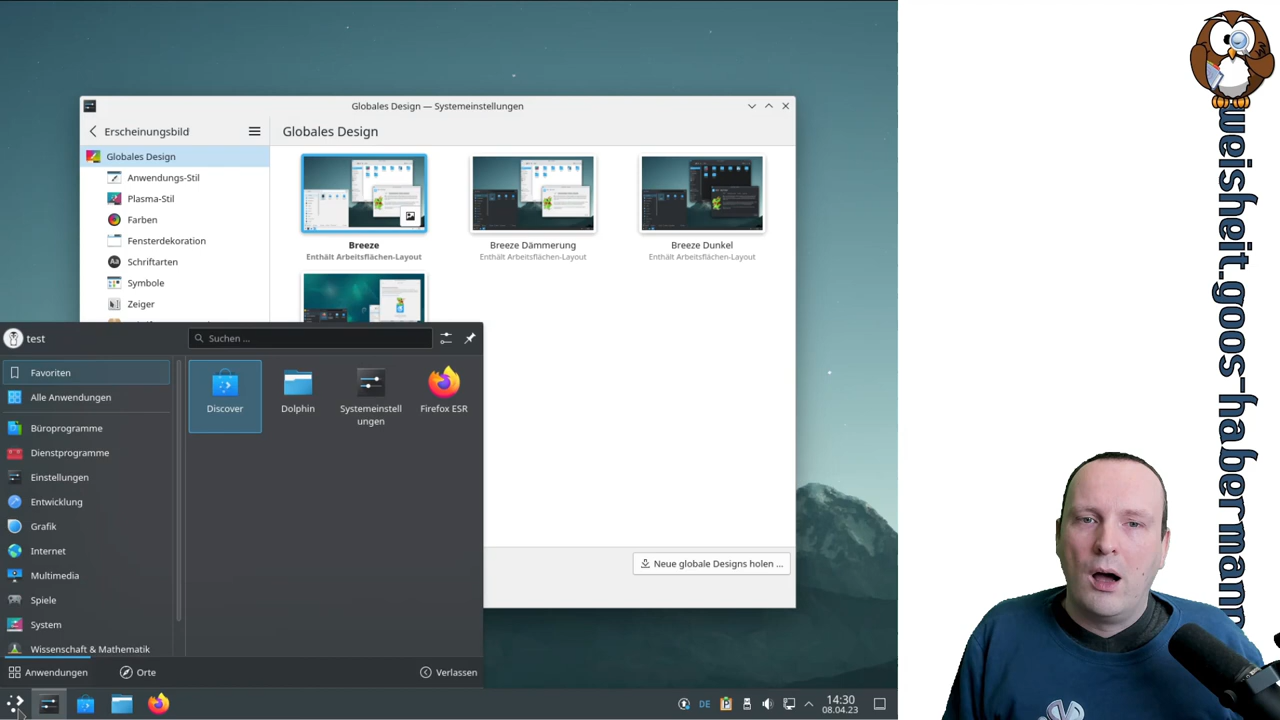 Globales Design — Systemeinstellungen
Erscheinungsbild
Globales Design
Globales Design
Anwendungs-Stil
Plasma-Stil
Farben
Fensterdekoration
Schriftarten
Symbole
Zeiger
Breeze
Enthält Arbeitsflächen-Layout
Breeze Dämmerung
Enthält Arbeitsflächen-Layout
Breeze Dunkel
Enthält Arbeitsflächen-Layout
Neue globale Designs holen ...
test
Suchen ...
Favoriten
Alle Anwendungen
Büroprogramme
Dienstprogramme
Einstellungen
Entwicklung
Grafik
Internet
Multimedia
Spiele
System
Wissenschaft & Mathematik
Discover
Dolphin
Systemeinstell
ungen
Firefox ESR
Anwendungen
Orte
Verlassen
DE
14:30
08.04.23
weisheit.goos-habermann